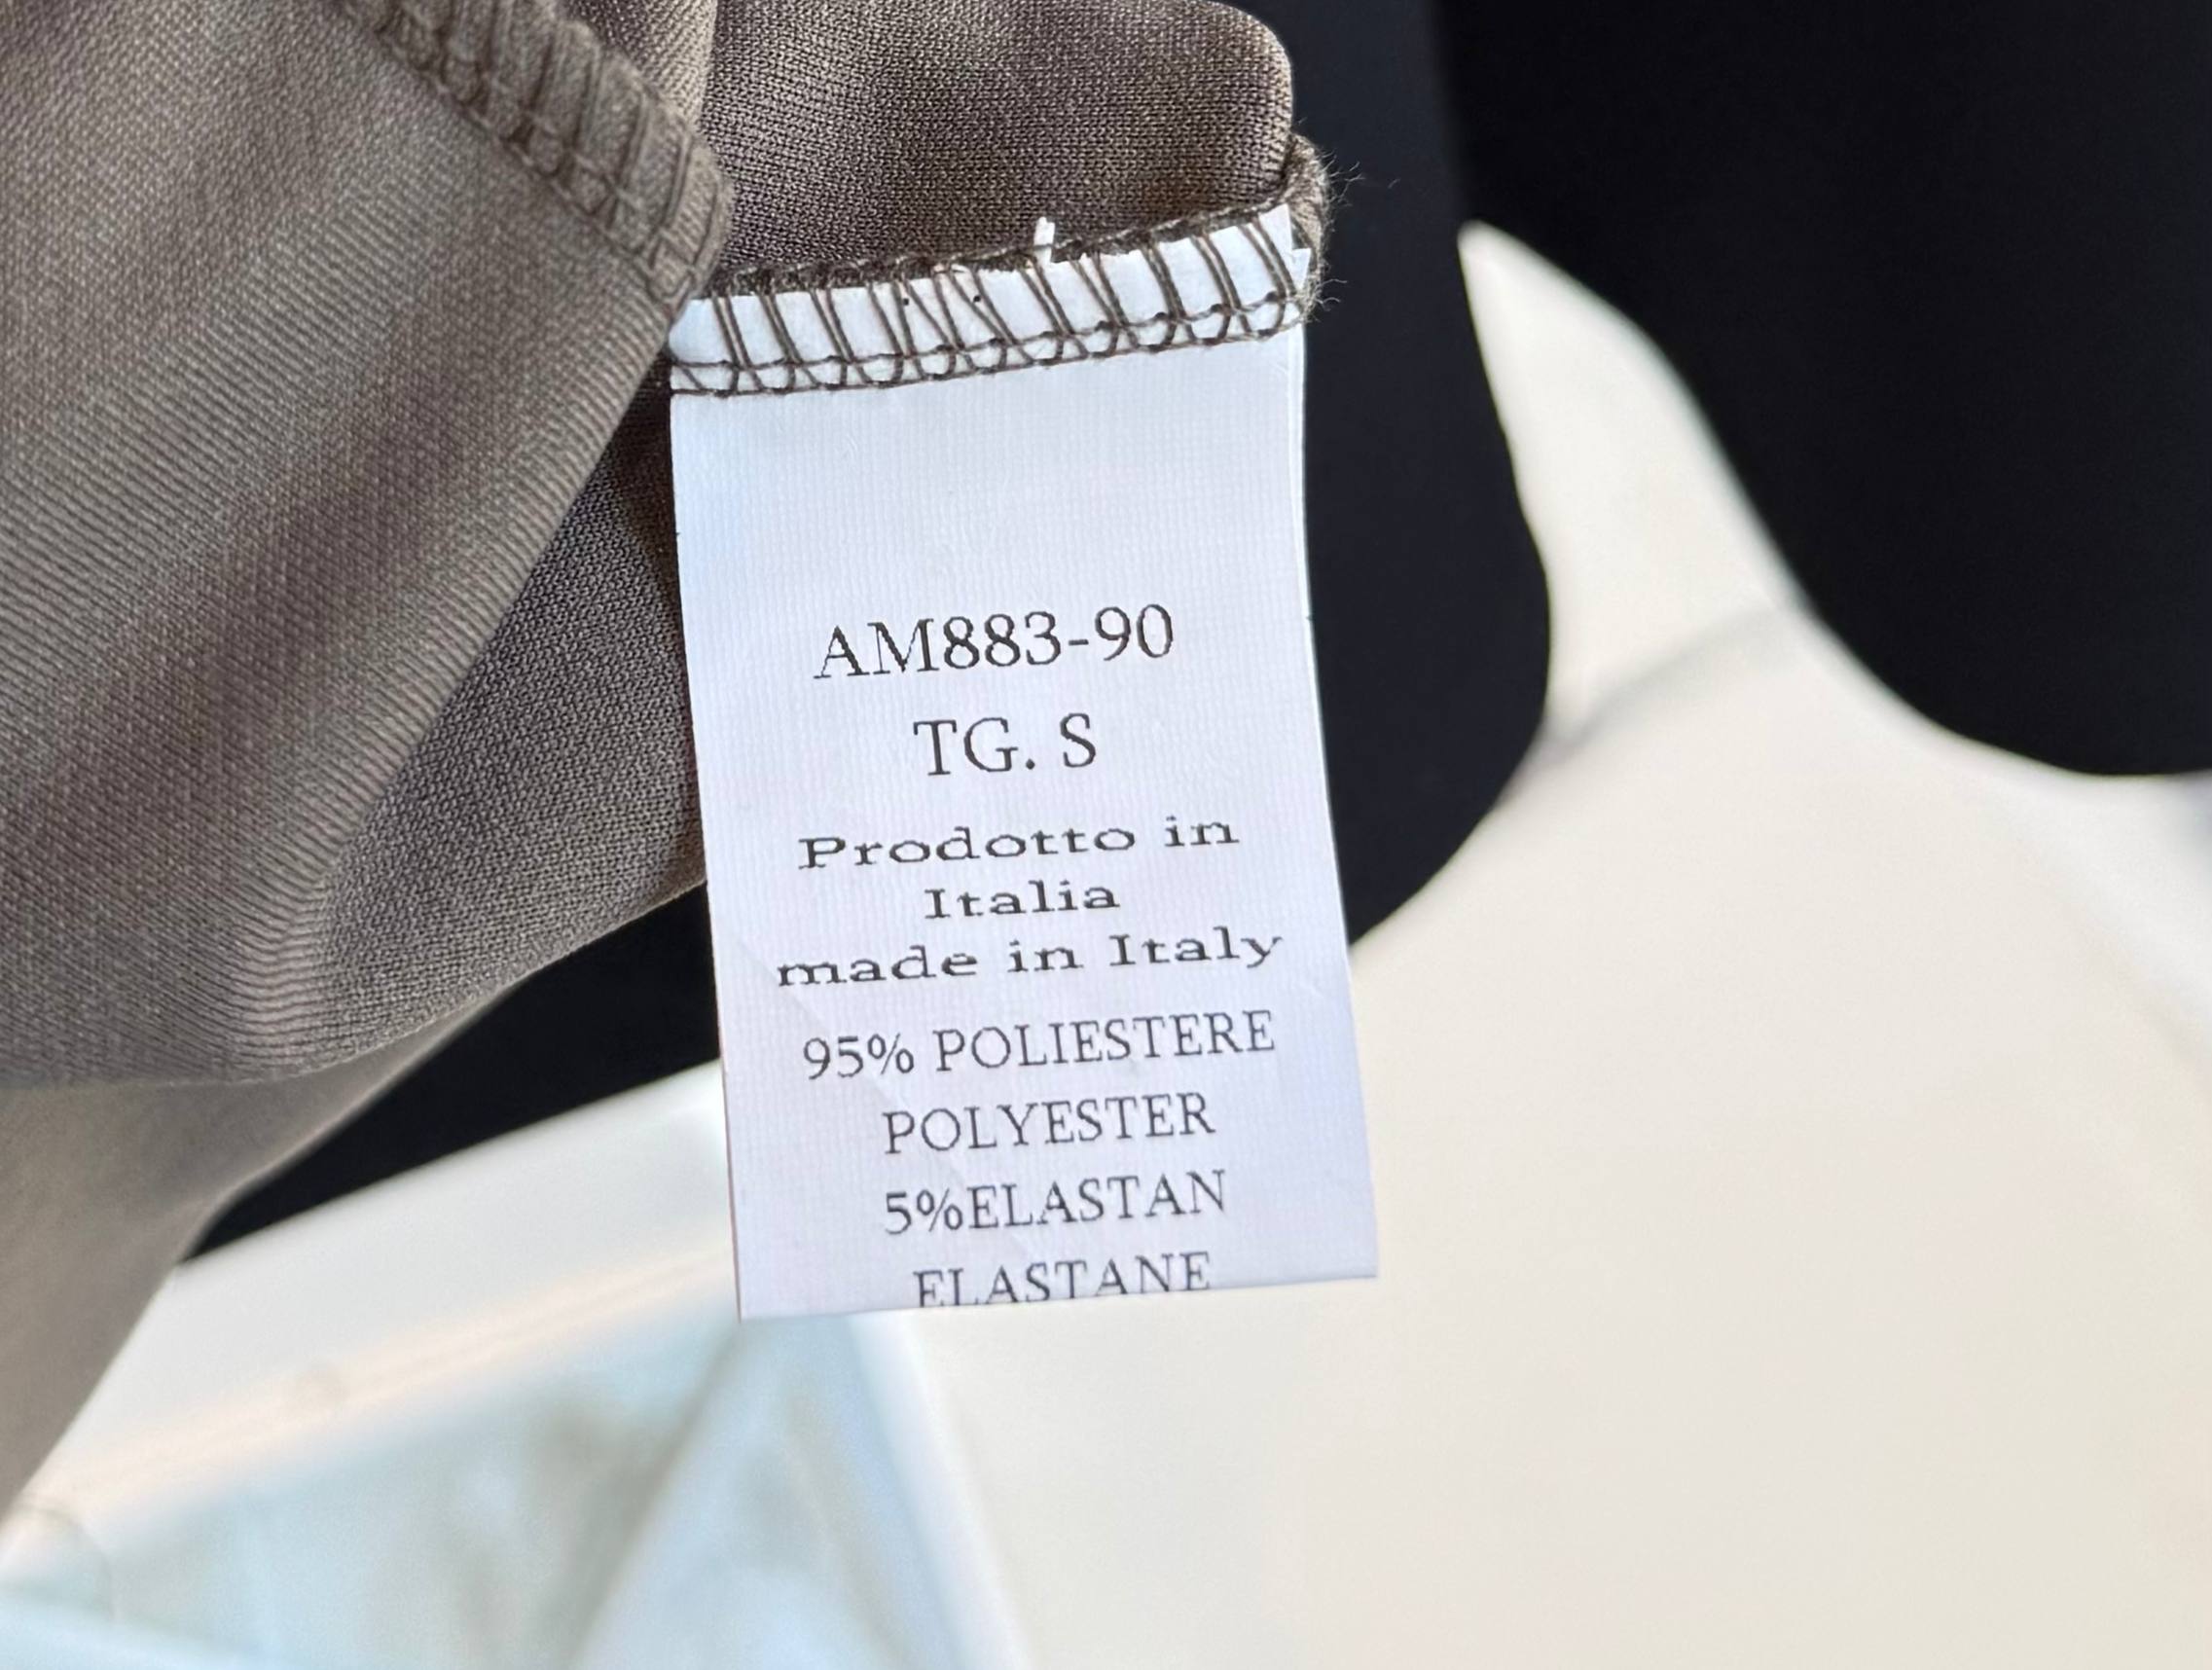 AM883-90
TG. S
Prodotto in
Italia
made in Italy
95% POLIESTERE
POLYESTER
5%ELASTAN
ELASTANE